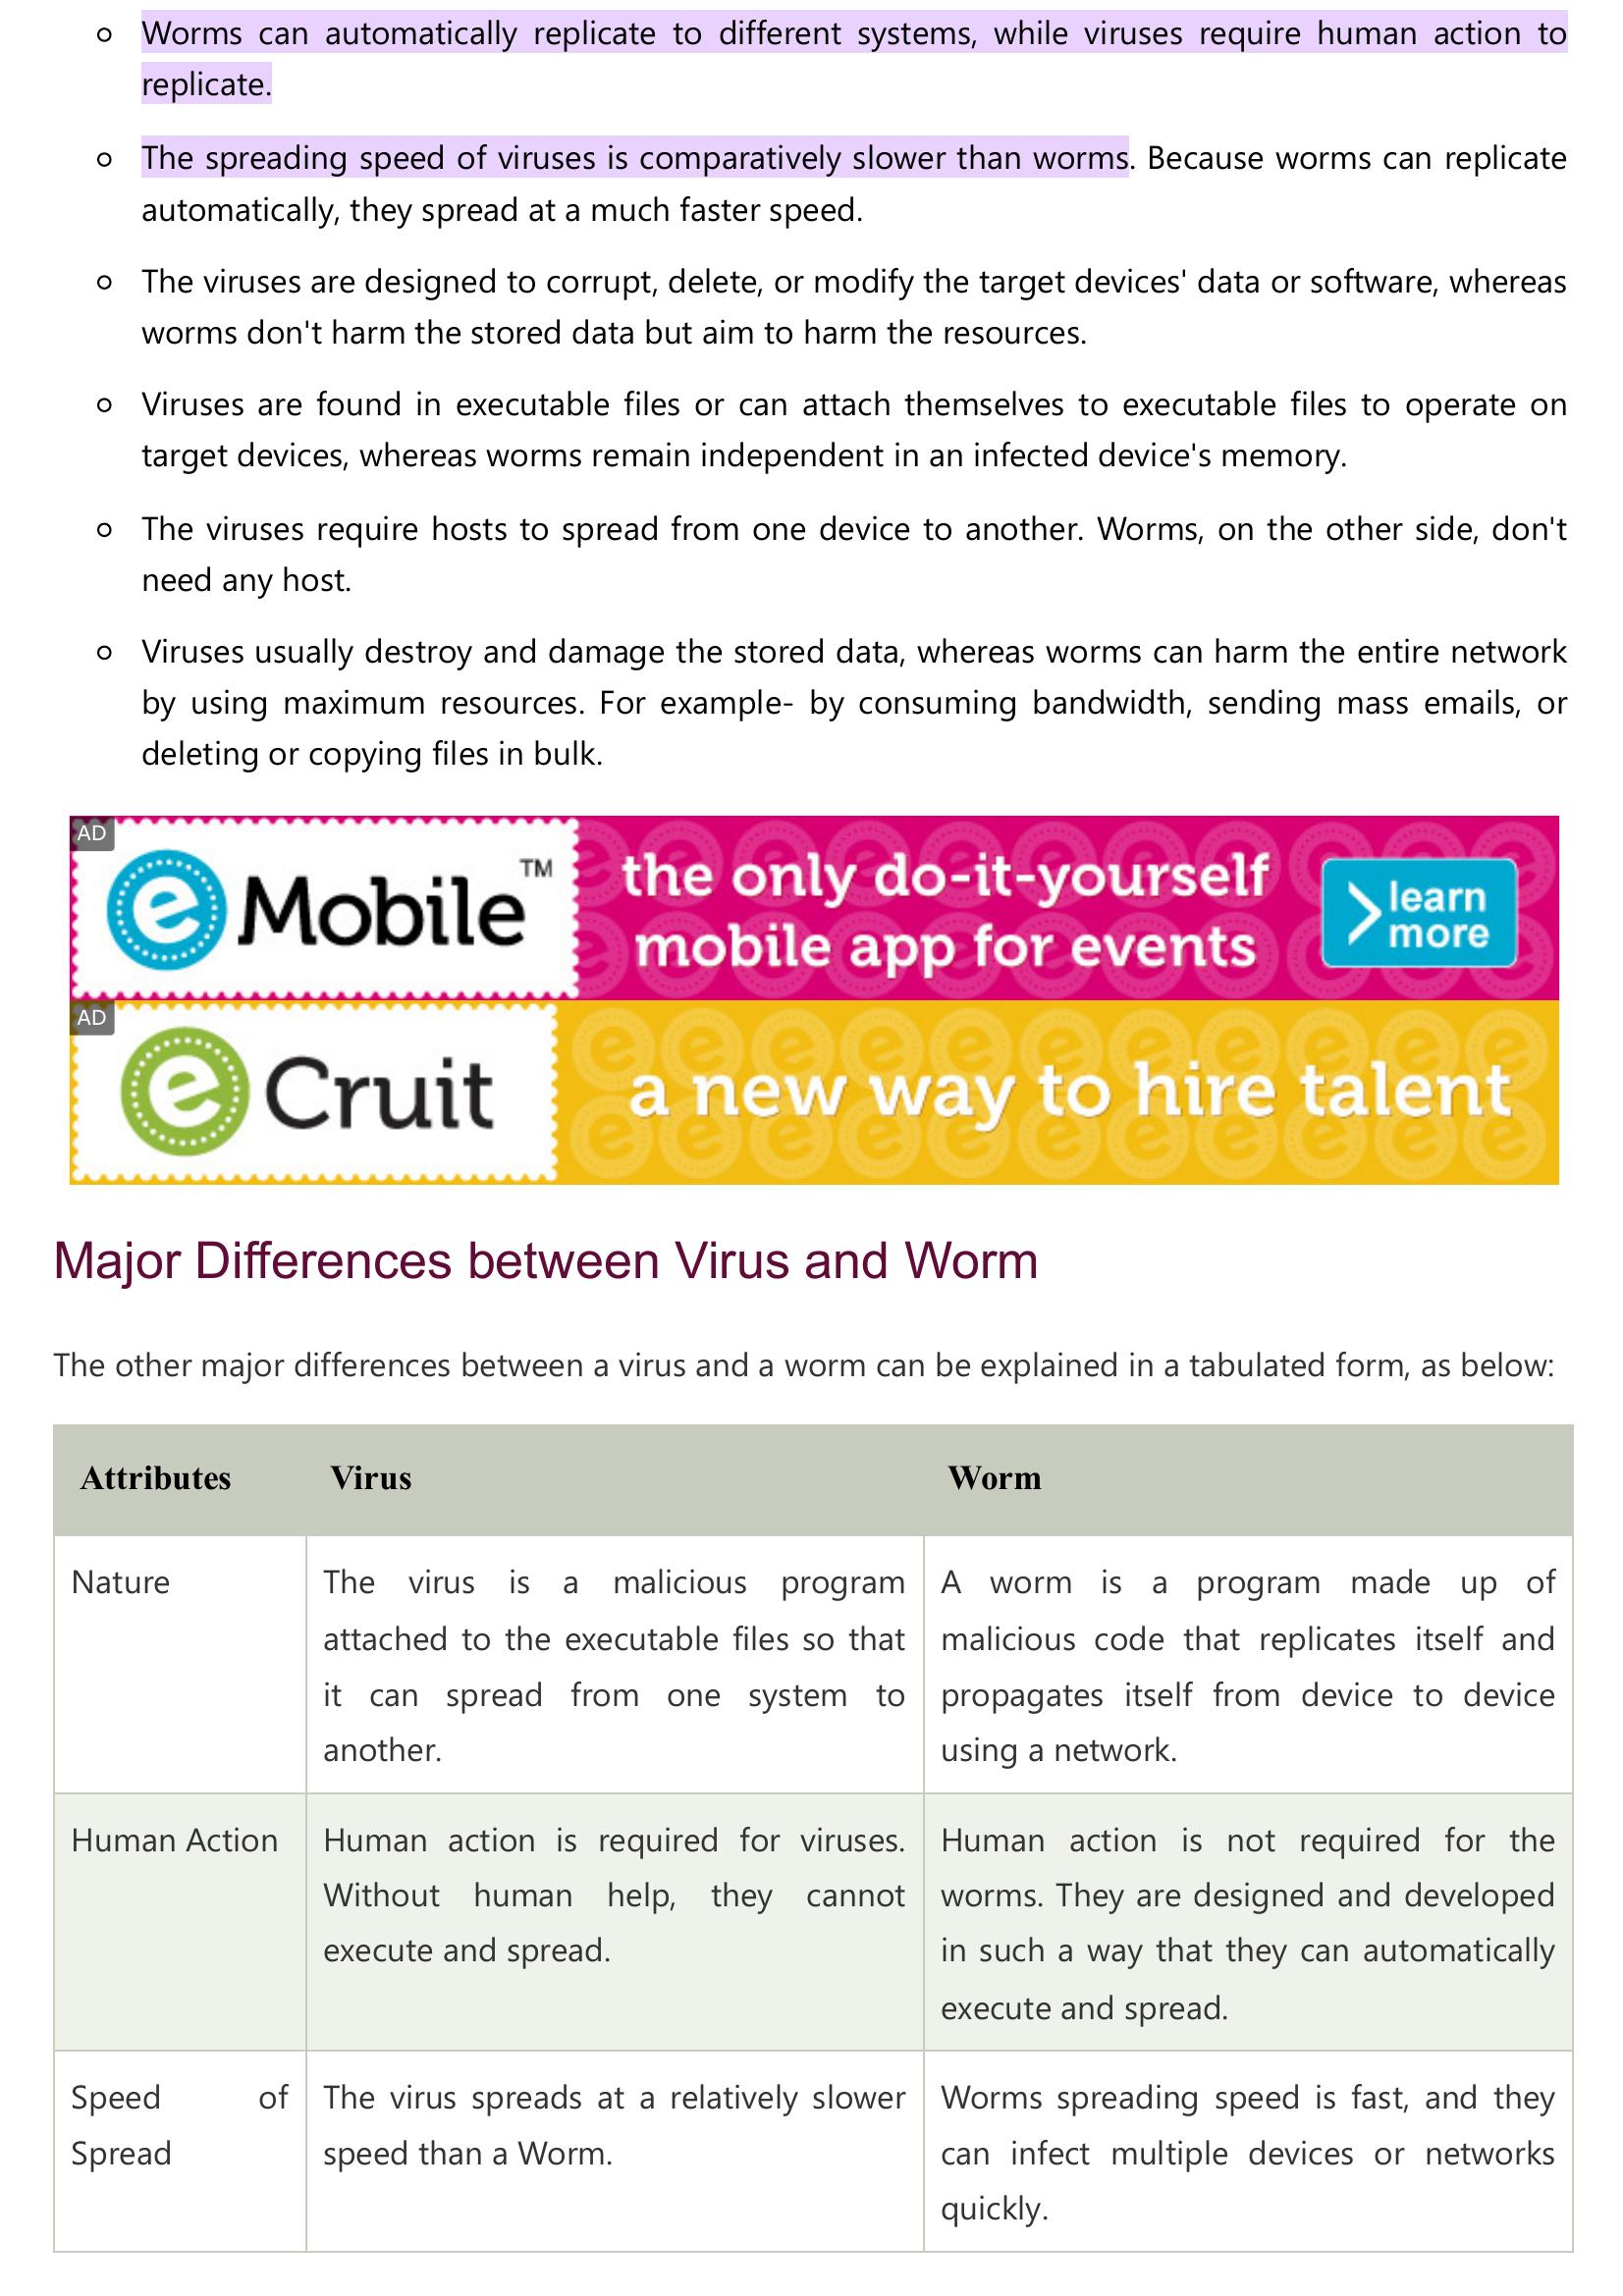 Worms can automatically replicate to different systems, while viruses require human action to
replicate.
The spreading speed of viruses is comparatively slower than worms. Because worms can replicate
automatically, they spread at a much faster speed.
The viruses are designed to corrupt, delete, or modify the target devices' data or software, whereas
worms don't harm the stored data but aim to harm the resources.
Viruses are found in executable files or can attach themselves to executable files to operate on
target devices, whereas worms remain independent in an infected device's memory.
The viruses require hosts to spread from one device to another. Worms, on the other side, don't
need any host.
Viruses usually destroy and damage the stored data, whereas worms can harm the entire network
by using maximum resources. For example- by consuming bandwidth, sending mass emails, or
deleting or copying files in bulk.
AD
e Mobile™
the only do-it-yourself
mobile app for events
> learn
more
AD
e Cruit
a new way to hire talent
Major Differences between Virus and Worm
The other major differences between a virus and a worm can be explained in a tabulated form, as below:
Attributes
Virus
Worm
Nature
The virus is a malicious program
attached to the executable files so that
it can spread from one system to
another.
A worm is a program made up of
malicious code that replicates itself and
propagates itself from device to device
using a network.
Human Action
Human action is required for viruses.
Without human help, they cannot
execute and spread.
Human action is not required for the
worms. They are designed and developed
in such a way that they can automatically
execute and spread.
Speed of
Spread
The virus spreads at a relatively slower
speed than a Worm.
Worms spreading speed is fast, and they
can infect multiple devices or networks
quickly.